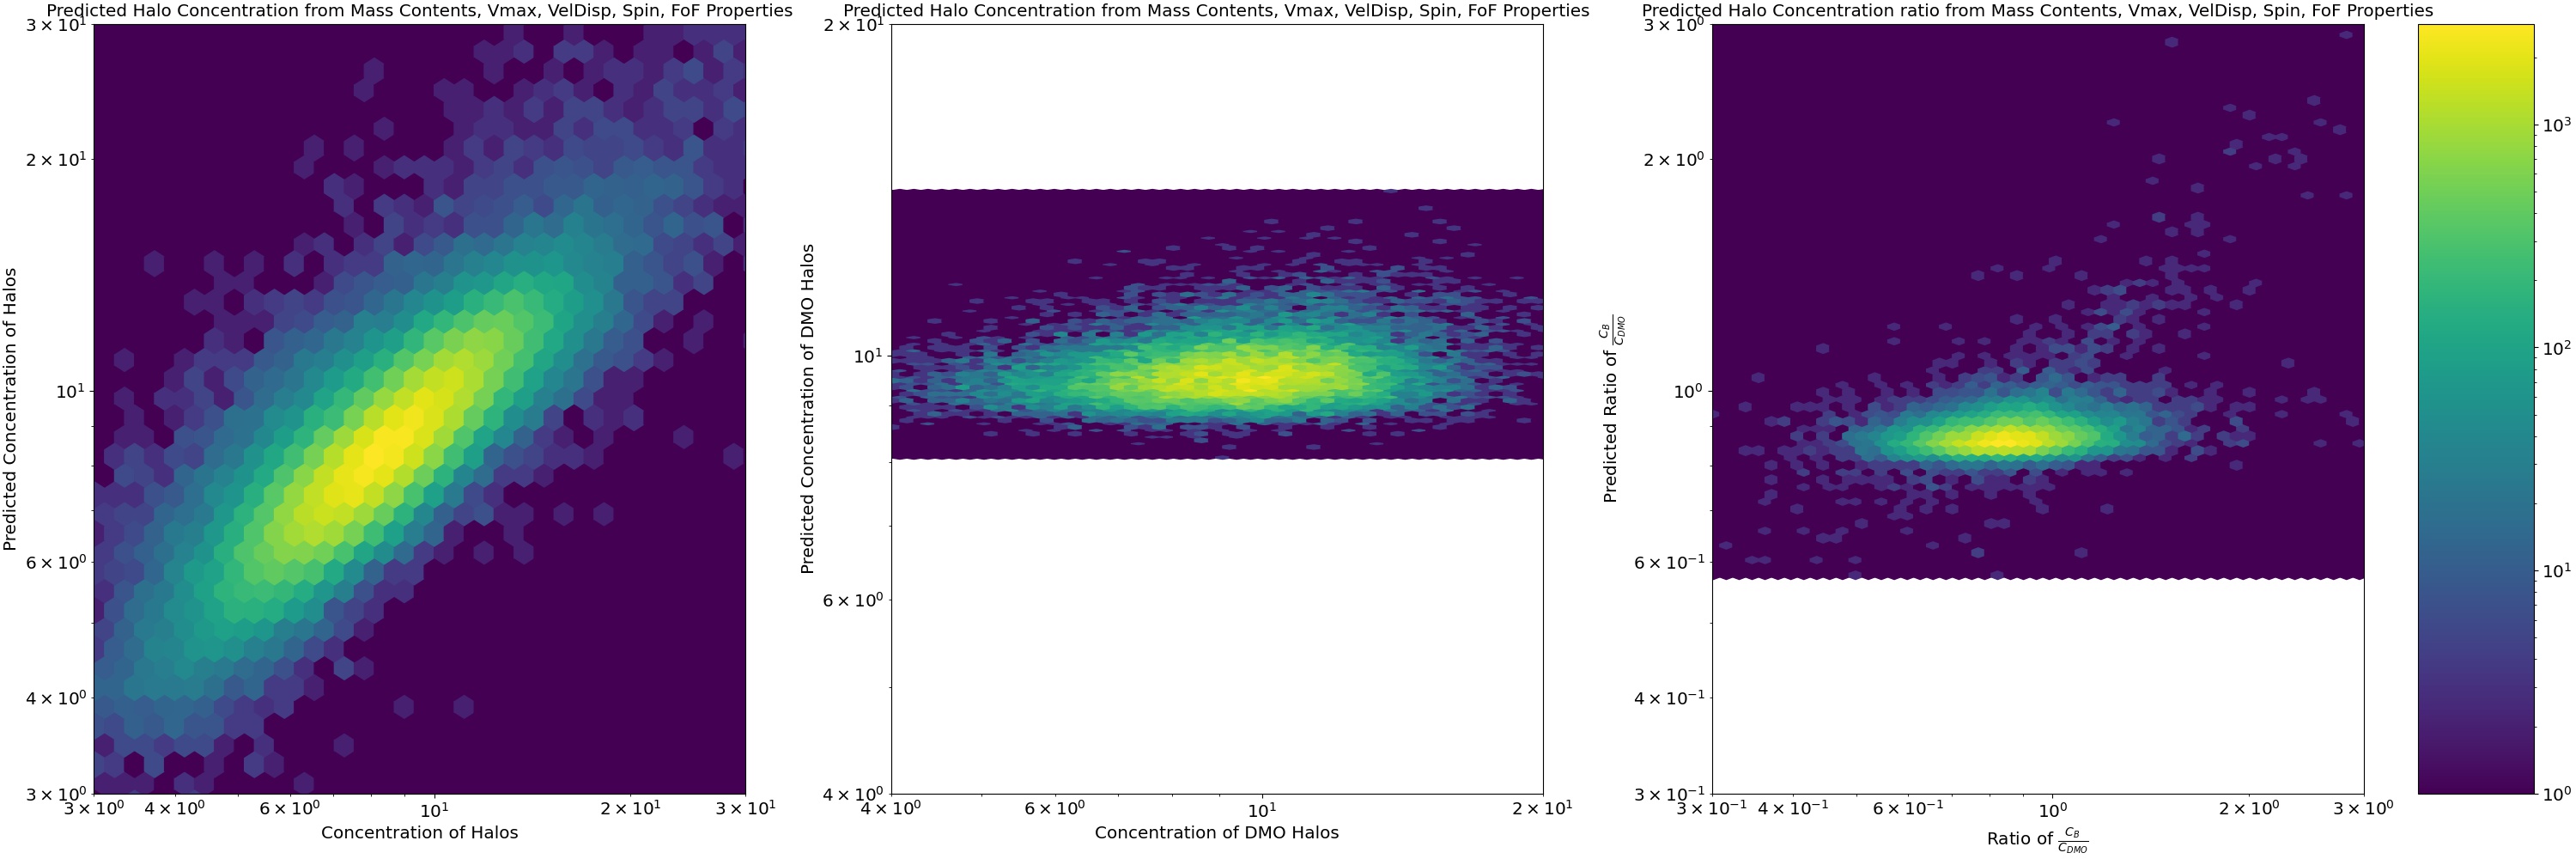 Predicted Halo Concentration from Mass Contents, Vmax, VelDisp, Spin, FoF Properties
3 × 10¹
2 × 10¹
10¹
6 × 10⁰
4 × 10⁰
3 × 10⁰
Predicted Concentration of Halos
3 × 10⁰ 4 × 10⁰ 6 × 10⁰ 10¹ 2 × 10¹ 3 × 10¹
Concentration of Halos
Predicted Halo Concentration from Mass Contents, Vmax, VelDisp, Spin, FoF Properties
2 × 10¹
10¹
6 × 10⁰
4 × 10⁰
Predicted Concentration of DMO Halos
4 × 10⁰ 6 × 10⁰ 10¹ 2 × 10¹
Concentration of DMO Halos
Predicted Halo Concentration ratio from Mass Contents, Vmax, VelDisp, Spin, FoF Properties
3 × 10⁰
2 × 10⁰
10⁰
6 × 10⁻¹
4 × 10⁻¹
3 × 10⁻¹
Predicted Ratio of C_B/C_DMO
3 × 10⁻¹ 4 × 10⁻¹ 6 × 10⁻¹ 10⁰ 2 × 10⁰ 3 × 10⁰
Ratio of C_B/C_DMO
10³
10²
10¹
10⁰